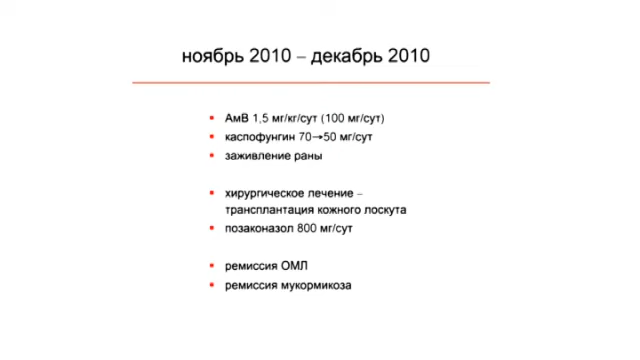 ноябрь 2010 – декабрь 2010
▪ АмВ 1,5 мг/кг/сут (100 мг/сут)
▪ каспофунгин 70→50 мг/сут
▪ заживление раны
▪ хирургическое лечение –
трансплантация кожного лоскута
▪ позаконазол 800 мг/сут
▪ ремиссия ОМЛ
▪ ремиссия мукормикоза